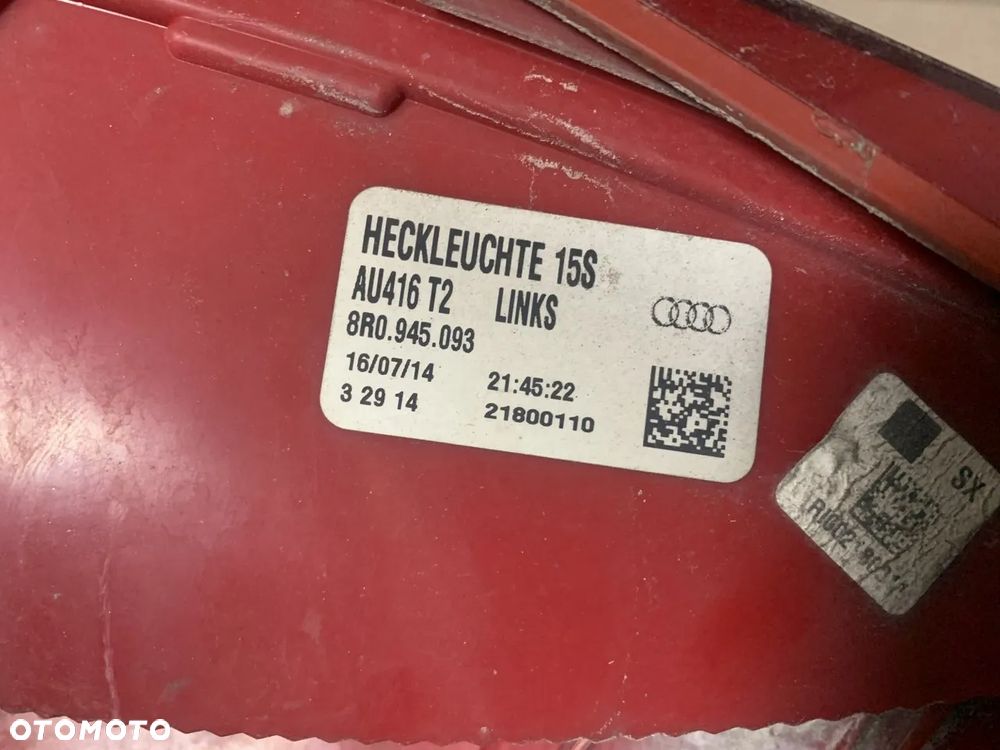 HECKLEUCHTE 15S
AU416 T2 LINKS
8R0.945.093
16/07/14 21:45:22
3 29 14 21800110
SX
OTOMOTO